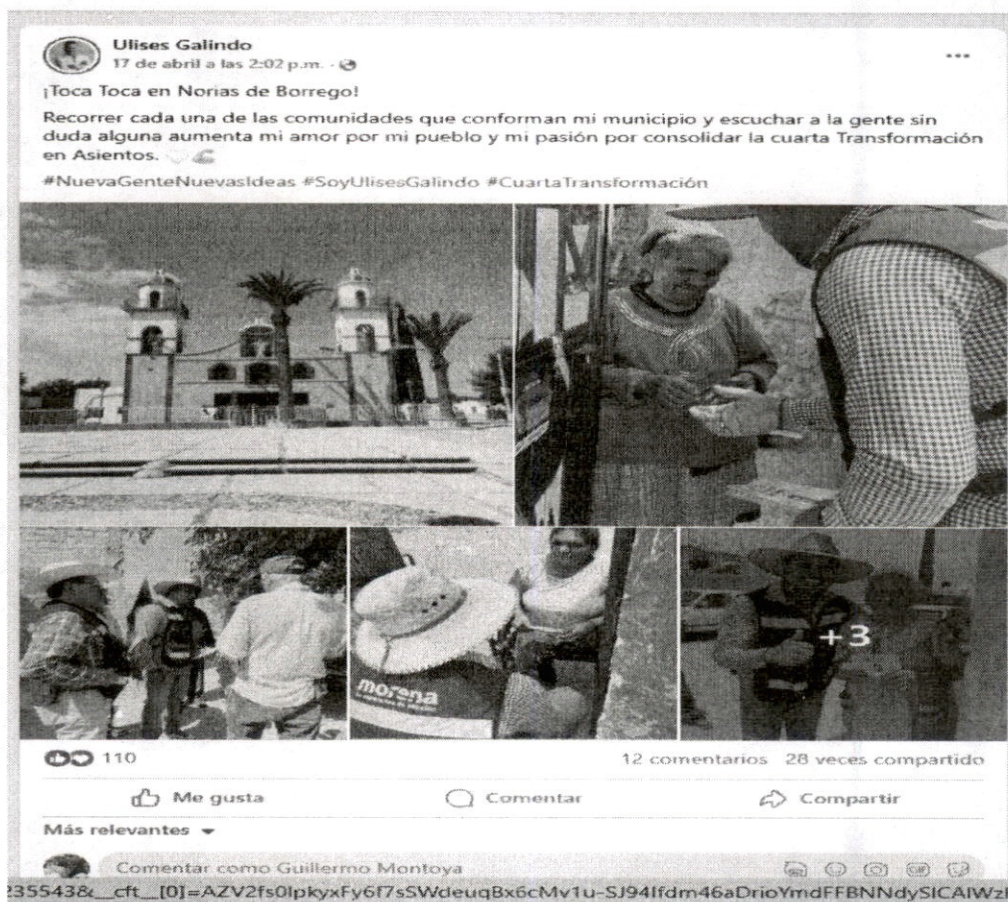 Ulises Galindo
17 de abril a las 2:02 p.m. ·
¡Toca Toca en Norias de Borrego!
Recorrer cada una de las comunidades que conforman mi municipio y escuchar a la gente sin
duda alguna aumenta mi amor por mi pueblo y mi pasión por consolidar la cuarta Transformación
en Asientos.
#NuevaGenteNuevasIdeas #SoyUlisesGalindo #CuartaTransformación
morena
+3
110
12 comentarios 28 veces compartido
Me gusta
Comentar
Compartir
Más relevantes
Comentar como Guillermo Montoya